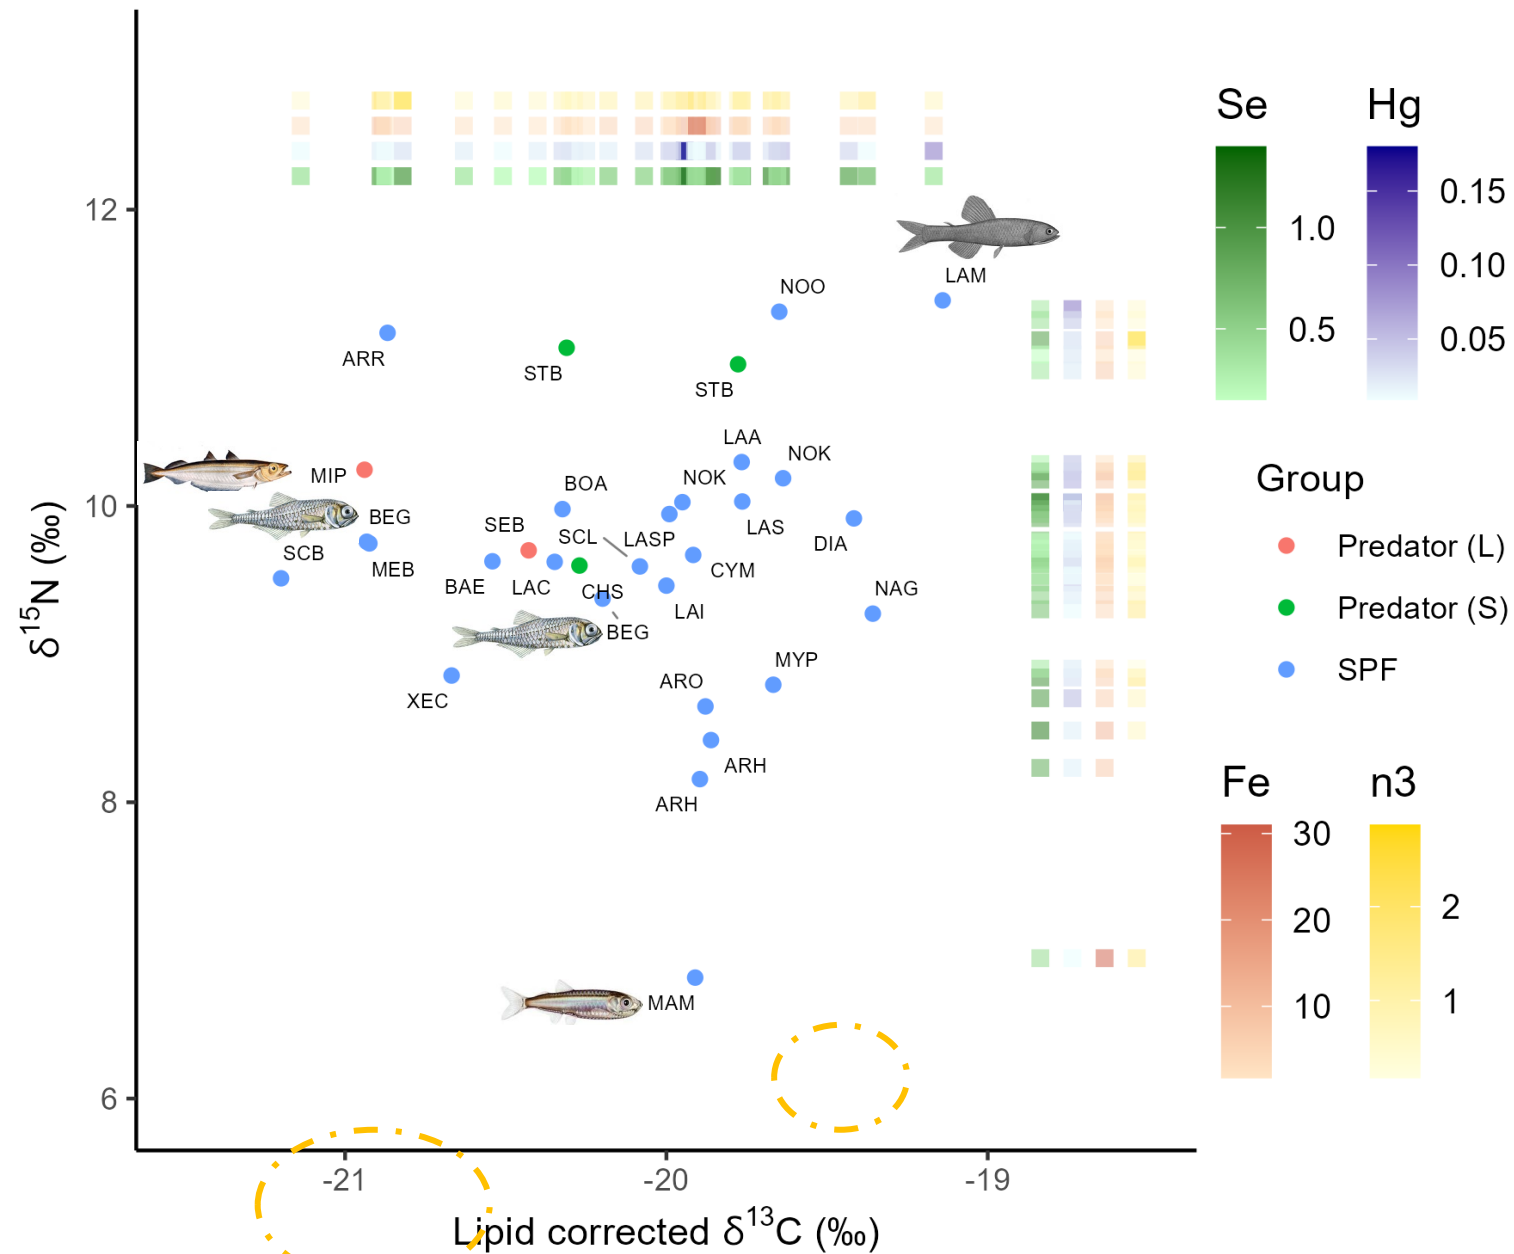 Se
Hg
1.0
0.5
0.15
0.10
0.05
12
10
8
6
δ15N (‰)
LAM
NOO
ARR
STB
STB
LAA
NOK
MIP
NOK
BOA
BEG
SEB
SCL
LASP
LAS
DIA
SCB
MEB
BAE
LAC
CHS
CYM
NAG
LAI
BEG
MYP
ARO
XEC
ARH
ARH
MAM
Group
Predator (L)
Predator (S)
SPF
Fe
n3
30
20
10
2
1
-21
-20
-19
Lipid corrected δ13C (‰)